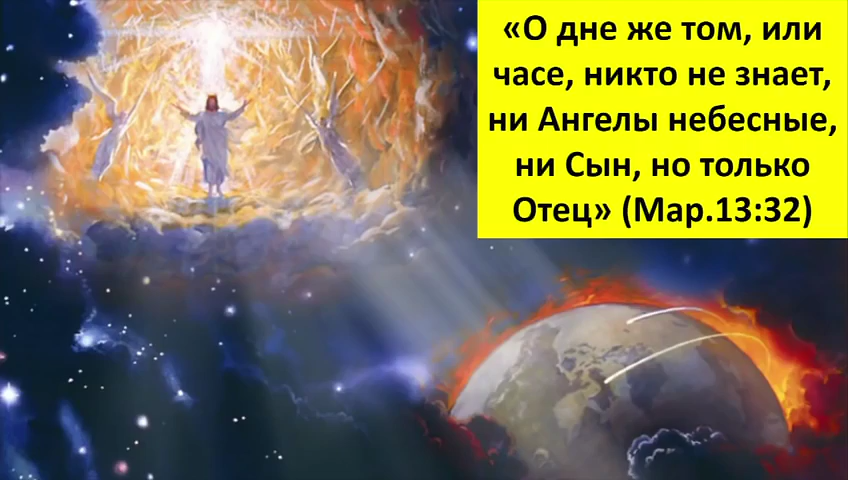 «О дне же том, или
часе, никто не знает,
ни Ангелы небесные,
ни Сын, но только
Отец» (Мар.13:32)